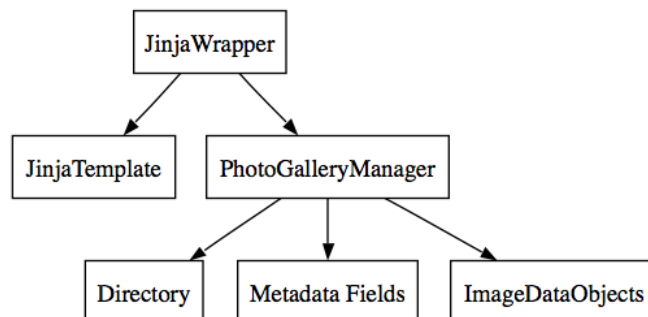 JinjaWrapper
JinjaTemplate
PhotoGalleryManager
Directory
Metadata Fields
ImageDataObjects